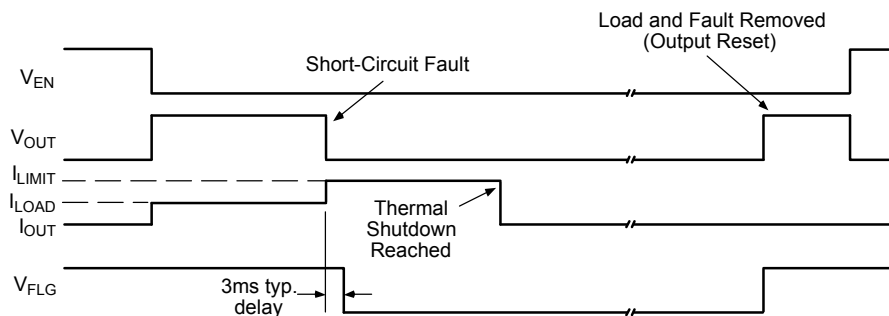 Load and Fault Removed
(Output Reset)
VEN
Short-Circuit Fault
VOUT
ILIMIT
ILOAD
IOUT
Thermal
Shutdown
Reached
VFLG
3ms typ.
delay